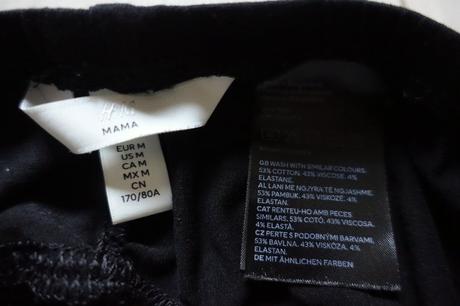 H&M
MAMA
EUR M
US M
CA M
MX M
CN
170/80A
GB WASH WITH SIMILAR COLOURS.
53% COTTON. 43% VISCOSE. 4%
ELASTANE.
AL LANI ME NGJYRA TË NGJASHME.
53% PAMBUK. 43% VISKOZË. 4%
ELASTAN.
CAT RENTEU-HO AMB PECES
SIMILARS. 53% COTÓ. 43% VISCOSA.
4% ELASTÀ.
CZ PERTE S PODOBNÝMI BARVAMI.
53% BAVLNA. 43% VISKÓZA. 4%
ELASTAN.
DE MIT ÄHNLICHEN FARBEN